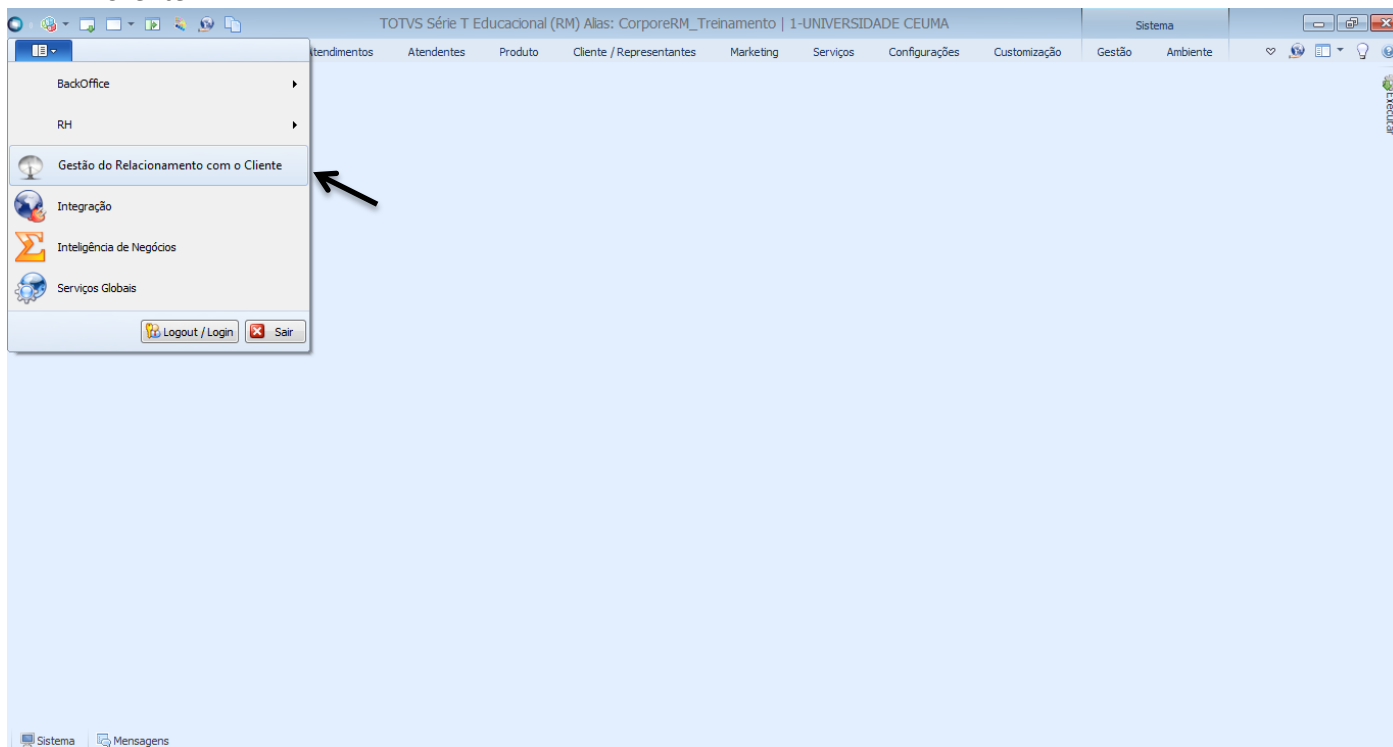 TOTVS Série T Educacional (RM) Alias: CorporeRM_Treinamento | 1-UNIVERSIDADE CEUMA
Sistema
Atendimentos Atendentes Produto Cliente / Representantes Marketing Serviços Configurações Customização Gestão Ambiente
BackOffice
RH
Gestão do Relacionamento com o Cliente
Integração
Inteligência de Negócios
Serviços Globais
Logout / Login Sair
Executar
Sistema Mensagens